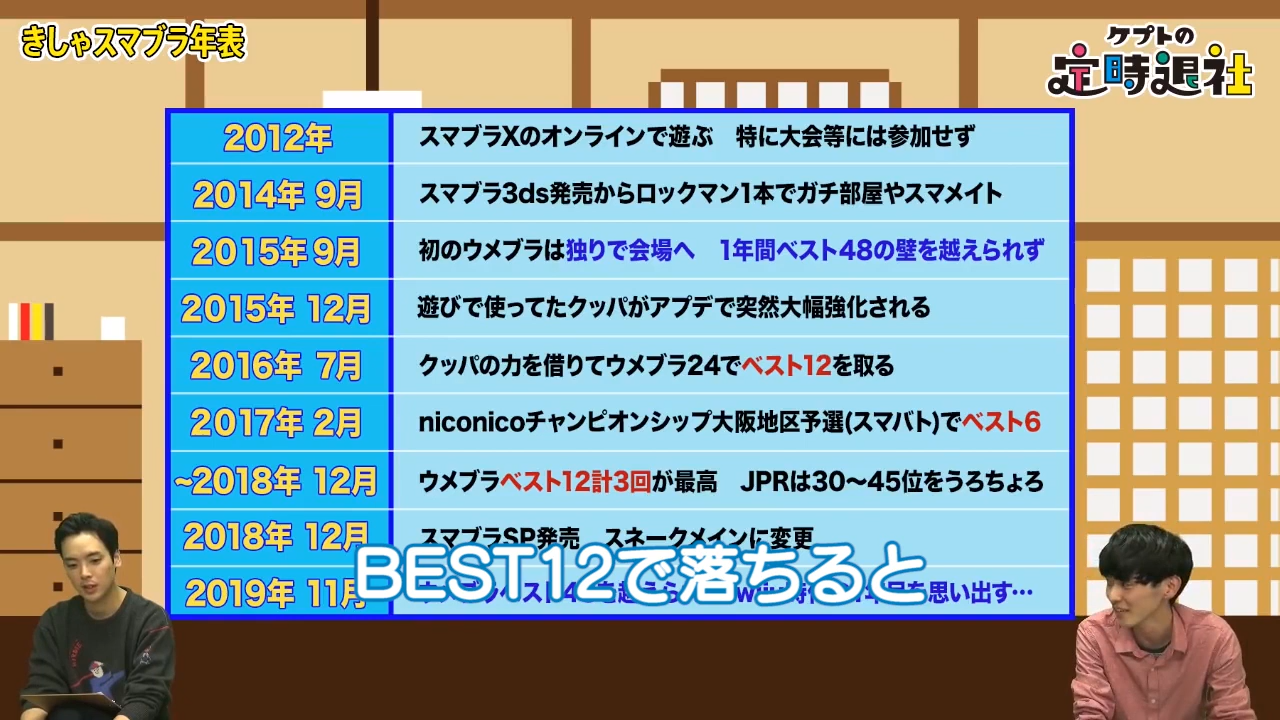 きしゃスマブラ年表
ケプトの
定時退社
2012年 スマブラXのオンラインで遊ぶ 特に大会等には参加せず
2014年 9月 スマブラ3ds発売からロックマン1本でガチ部屋やスマメイト
2015年9月 初のウメブラは独りで会場へ 1年間ベスト48の壁を越えられず
2015年 12月 遊びで使ってたクッパがアプデで突然大幅強化される
2016年 7月 クッパの力を借りてウメブラ24でベスト12を取る
2017年 2月 niconicoチャンピオンシップ大阪地区予選(スマバト)でベスト6
~2018年 12月 ウメブラベスト12計3回が最高 JPRは30〜45位をうろちょろ
2018年 12月 スマブラSP発売 スネークメインに変更
2019年 11月 を思い出す…
BEST12で落ちると